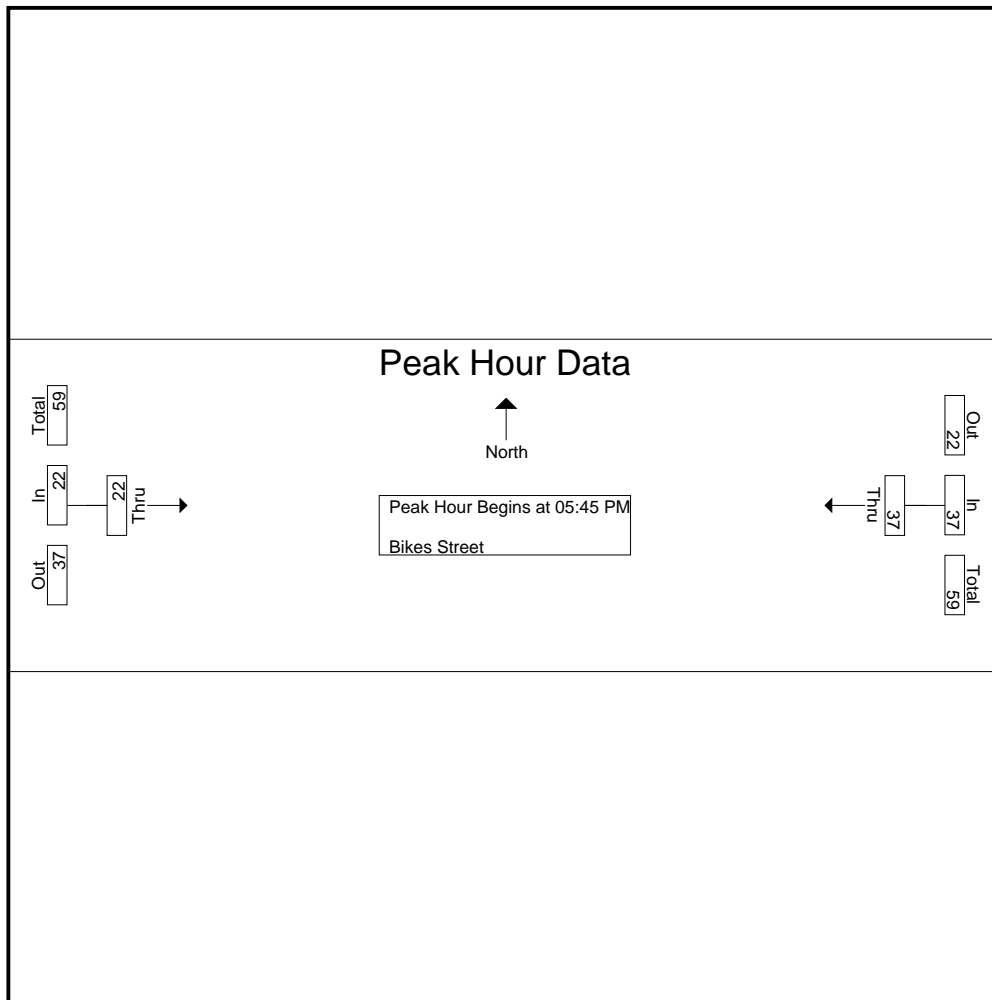 Peak Hour Data
North
Peak Hour Begins at 05:45 PM
Bikes Street
Total
59
In
22
Out
37
22
Thru
Out
22
In
37
Total
59
37
Thru